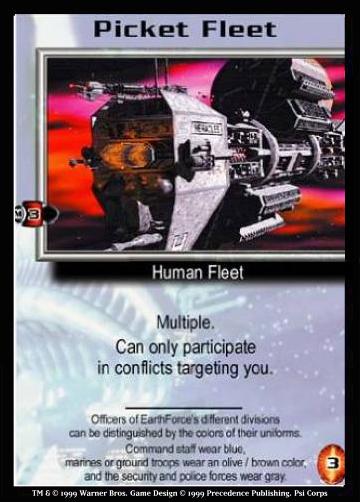 Picket Fleet
HERACLES
3
Human Fleet
Multiple.
Can only participate
in conflicts targeting you.
Officers of EarthForce's different divisions
can be distinguished by the colors of their uniforms.
Command staff wear blue,
marines or ground troops wear an olive / brown color,
and the security and police forces wear gray.
3
TM & © 1999 Warner Bros. Game Design © 1999 Precedence Publishing. Psi Corps